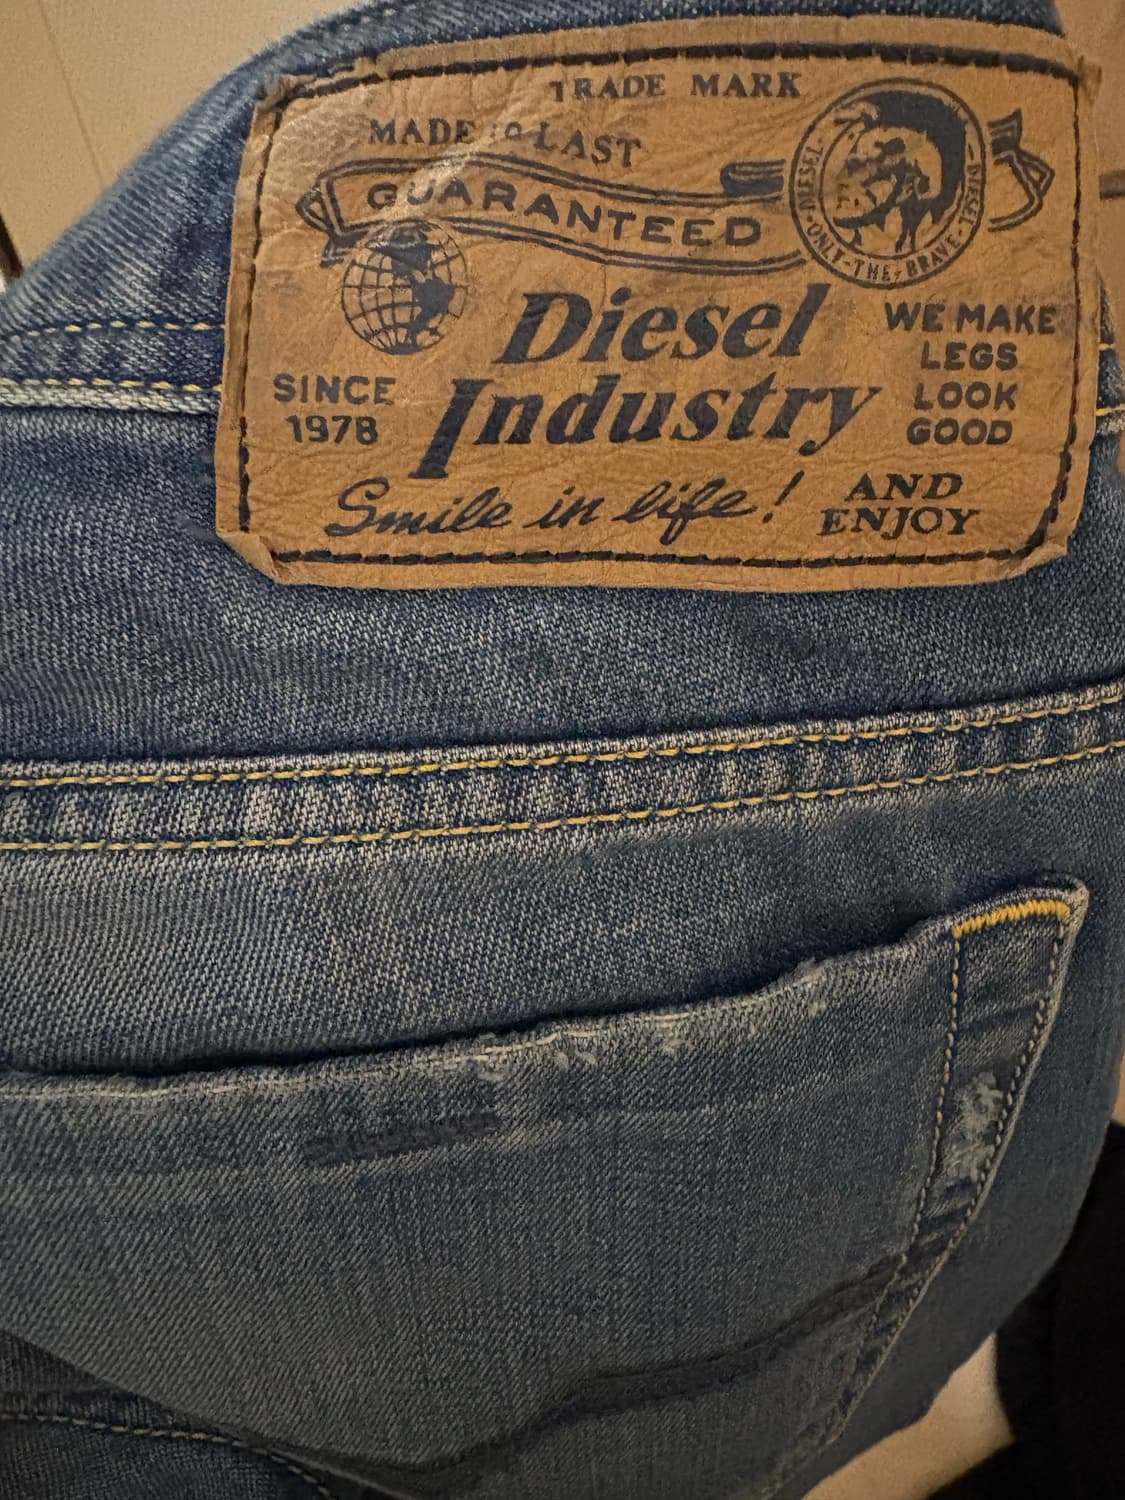 TRADE MARK
MADE TO LAST
GUARANTEED
DIESEL
DIESEL
ONLY-THE-BRAVE
SINCE
1978
Diesel
Industry
WE MAKE
LEGS
LOOK
GOOD
Smile in life!
AND
ENJOY